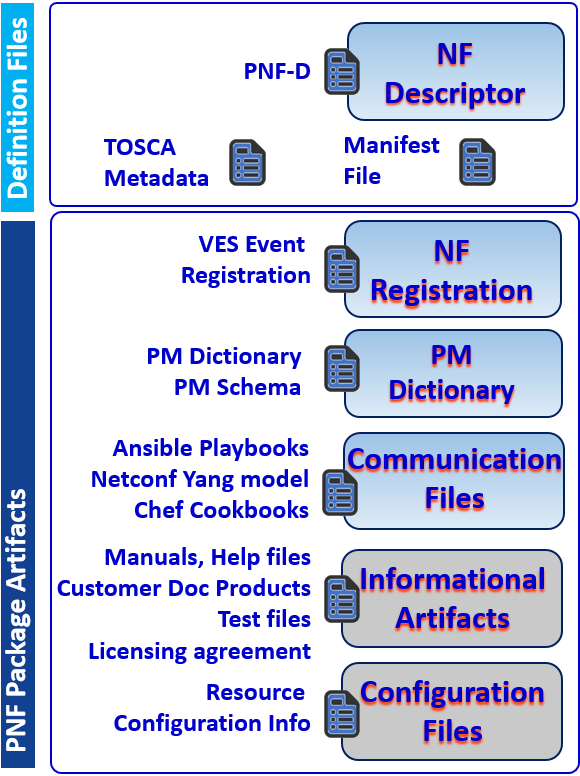 Definition Files
PNF-D
NF
Descriptor
TOSCA
Metadata
Manifest
File
PNF Package Artifacts
VES Event
Registration
NF
Registration
PM Dictionary
PM Schema
PM
Dictionary
Ansible Playbooks
Netconf Yang model
Chef Cookbooks
Communication
Files
Manuals, Help files
Customer Doc Products
Test files
Licensing agreement
Informational
Artifacts
Resource
Configuration Info
Configuration
Files